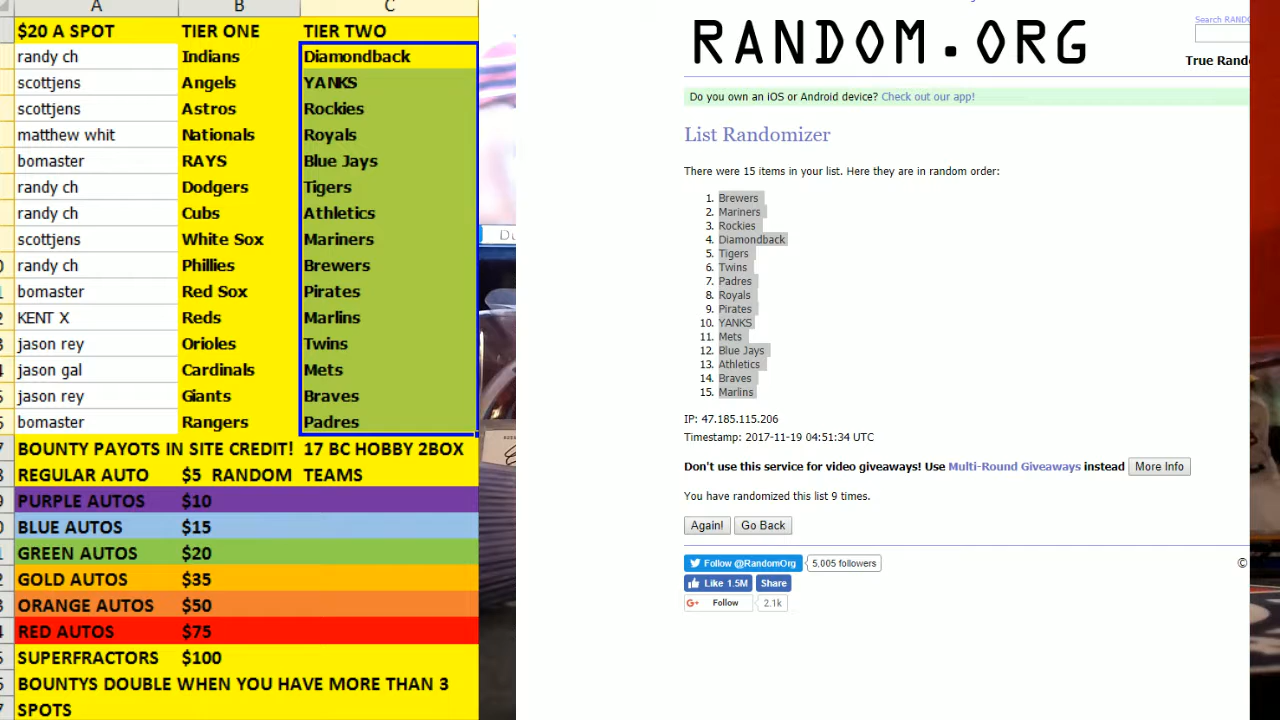 A B C
$20 A SPOT TIER ONE TIER TWO
randy ch Indians Diamondback
scottjens Angels YANKS
scottjens Astros Rockies
matthew whit Nationals Royals
bomaster RAYS Blue Jays
randy ch Dodgers Tigers
randy ch Cubs Athletics
scottjens White Sox Mariners
randy ch Phillies Brewers
bomaster Red Sox Pirates
KENT X Reds Marlins
jason rey Orioles Twins
jason gal Cardinals Mets
jason rey Giants Braves
bomaster Rangers Padres
BOUNTY PAYOTS IN SITE CREDIT! 17 BC HOBBY 2BOX
REGULAR AUTO $5 RANDOM TEAMS
PURPLE AUTOS $10
BLUE AUTOS $15
GREEN AUTOS $20
GOLD AUTOS $35
ORANGE AUTOS $50
RED AUTOS $75
SUPERFRACTORS $100
BOUNTYS DOUBLE WHEN YOU HAVE MORE THAN 3
SPOTS
RANDOM.ORG
Search RAND
True Rand
Do you own an iOS or Android device? Check out our app!
List Randomizer
There were 15 items in your list. Here they are in random order:
1. Brewers
2. Mariners
3. Rockies
4. Diamondback
5. Tigers
6. Twins
7. Padres
8. Royals
9. Pirates
10. YANKS
11. Mets
12. Blue Jays
13. Athletics
14. Braves
15. Marlins
IP: 47.185.115.206
Timestamp: 2017-11-19 04:51:34 UTC
Don't use this service for video giveaways! Use Multi-Round Giveaways instead More Info
You have randomized this list 9 times.
Again! Go Back
Follow @RandomOrg 5,005 followers
Like 1.5M Share
G+ Follow 2.1k
©